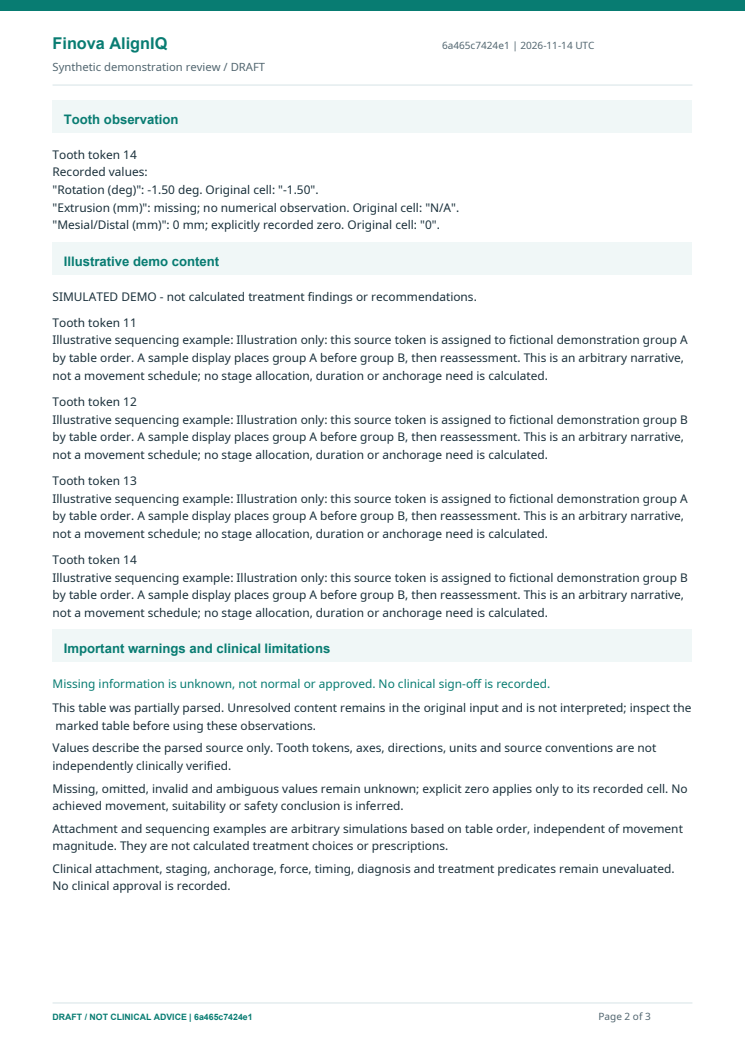 Finova AlignIQ
6a465c7424e1 | 2026-11-14 UTC
Synthetic demonstration review / DRAFT
Tooth observation
Tooth token 14
Recorded values:
"Rotation (deg)": -1.50 deg. Original cell: "-1.50".
"Extrusion (mm)": missing; no numerical observation. Original cell: "N/A".
"Mesial/Distal (mm)": 0 mm; explicitly recorded zero. Original cell: "0".
Illustrative demo content
SIMULATED DEMO - not calculated treatment findings or recommendations.
Tooth token 11
Illustrative sequencing example: Illustration only: this source token is assigned to fictional demonstration group A
by table order. A sample display places group A before group B, then reassessment. This is an arbitrary narrative,
not a movement schedule; no stage allocation, duration or anchorage need is calculated.
Tooth token 12
Illustrative sequencing example: Illustration only: this source token is assigned to fictional demonstration group B
by table order. A sample display places group A before group B, then reassessment. This is an arbitrary narrative,
not a movement schedule; no stage allocation, duration or anchorage need is calculated.
Tooth token 13
Illustrative sequencing example: Illustration only: this source token is assigned to fictional demonstration group A
by table order. A sample display places group A before group B, then reassessment. This is an arbitrary narrative,
not a movement schedule; no stage allocation, duration or anchorage need is calculated.
Tooth token 14
Illustrative sequencing example: Illustration only: this source token is assigned to fictional demonstration group B
by table order. A sample display places group A before group B, then reassessment. This is an arbitrary narrative,
not a movement schedule; no stage allocation, duration or anchorage need is calculated.
Important warnings and clinical limitations
Missing information is unknown, not normal or approved. No clinical sign-off is recorded.
This table was partially parsed. Unresolved content remains in the original input and is not interpreted; inspect the
marked table before using these observations.
Values describe the parsed source only. Tooth tokens, axes, directions, units and source conventions are not
independently clinically verified.
Missing, omitted, invalid and ambiguous values remain unknown; explicit zero applies only to its recorded cell. No
achieved movement, suitability or safety conclusion is inferred.
Attachment and sequencing examples are arbitrary simulations based on table order, independent of movement
magnitude. They are not calculated treatment choices or prescriptions.
Clinical attachment, staging, anchorage, force, timing, diagnosis and treatment predicates remain unevaluated.
No clinical approval is recorded.
DRAFT / NOT CLINICAL ADVICE | 6a465c7424e1
Page 2 of 3